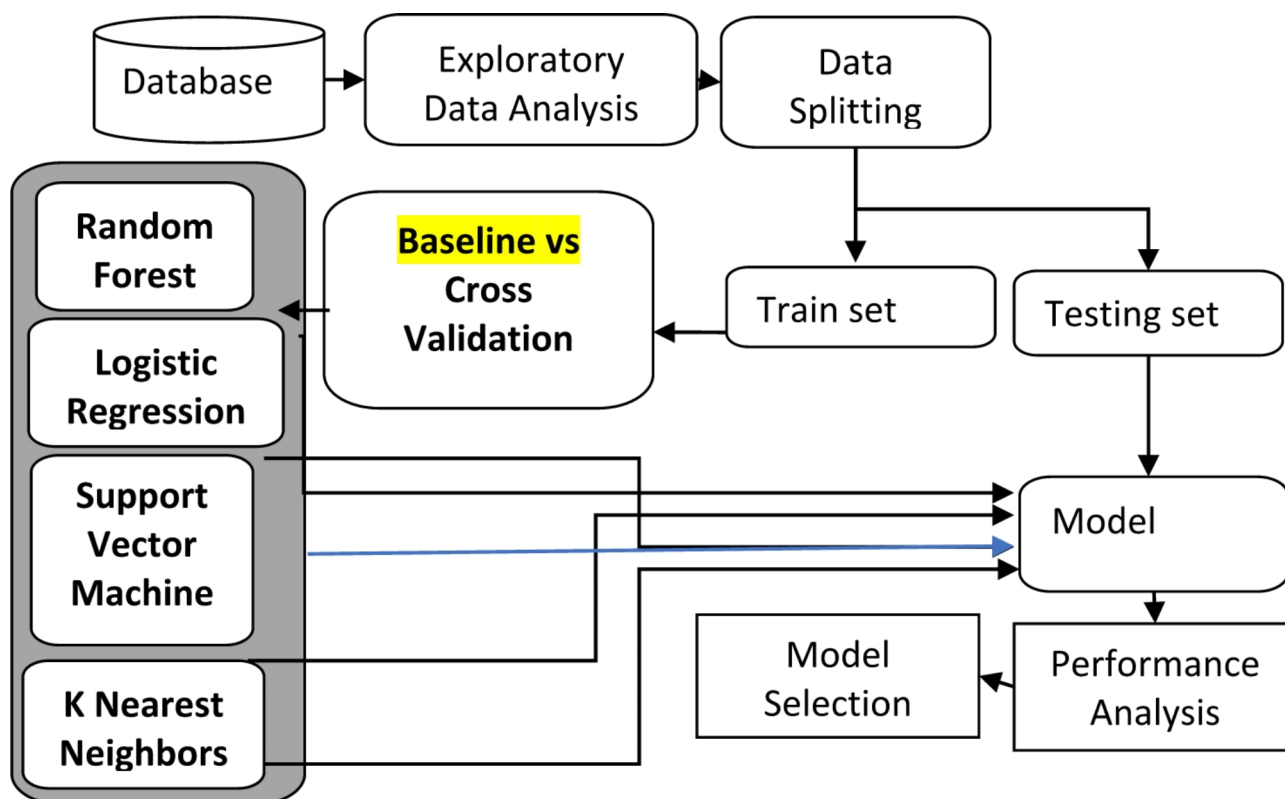 Database
Exploratory
Data Analysis
Data
Splitting
Random
Forest
Baseline vs
Cross
Validation
Train set
Testing set
Logistic
Regression
Support
Vector
Machine
Model
K Nearest
Neighbors
Model
Selection
Performance
Analysis